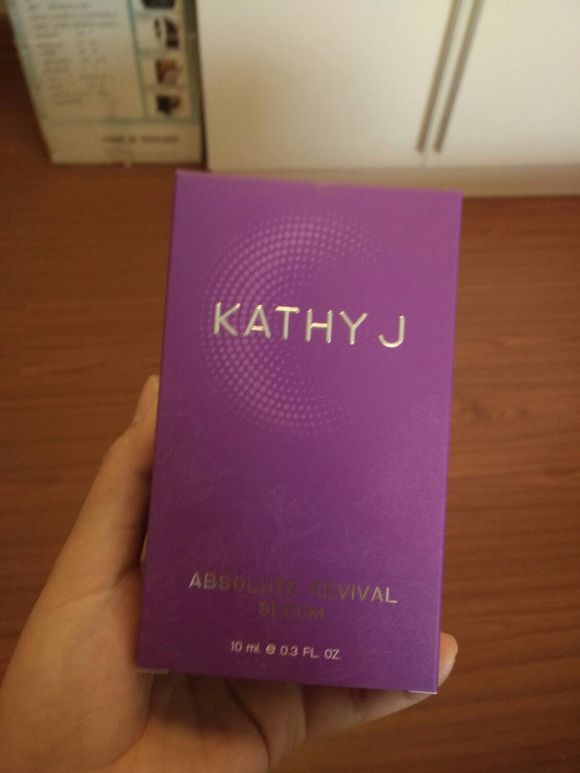 KATHY J
ABSOLUTE REVIVAL
SERUM
10 ml. ℮ 0.3 FL. OZ.